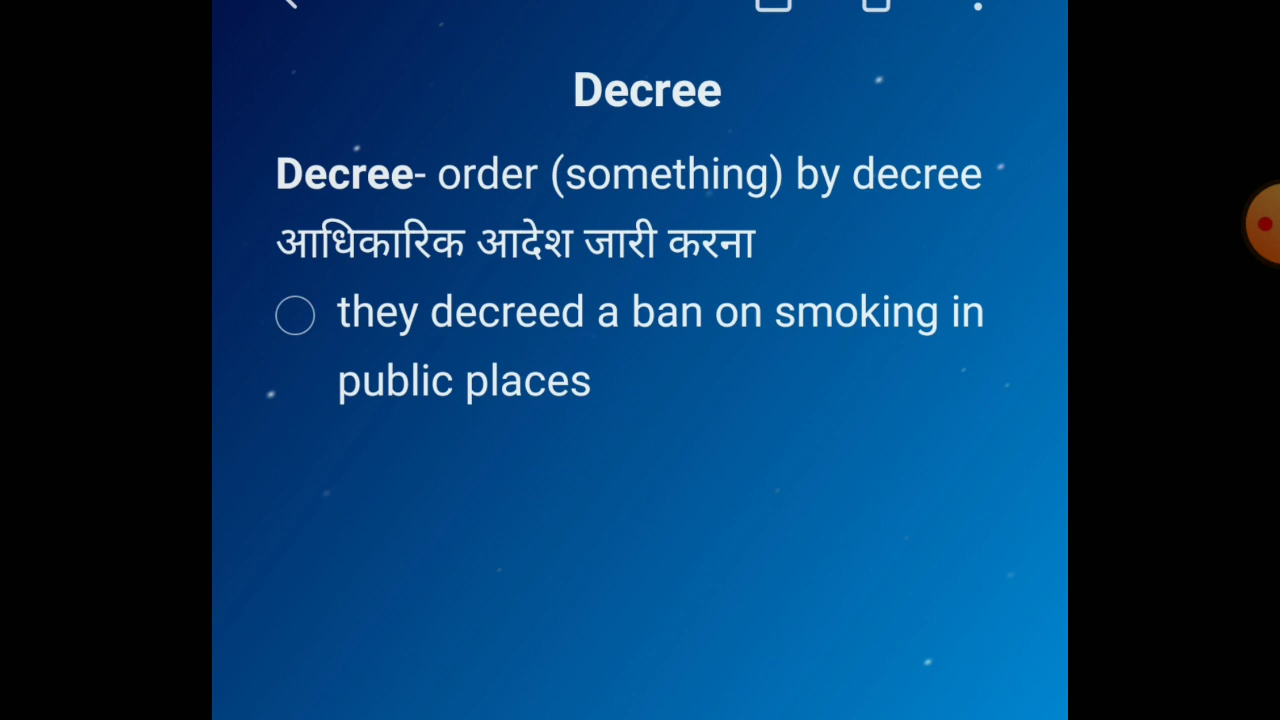 Decree
Decree- order (something) by decree
आधिकारिक आदेश जारी करना
they decreed a ban on smoking in
public places